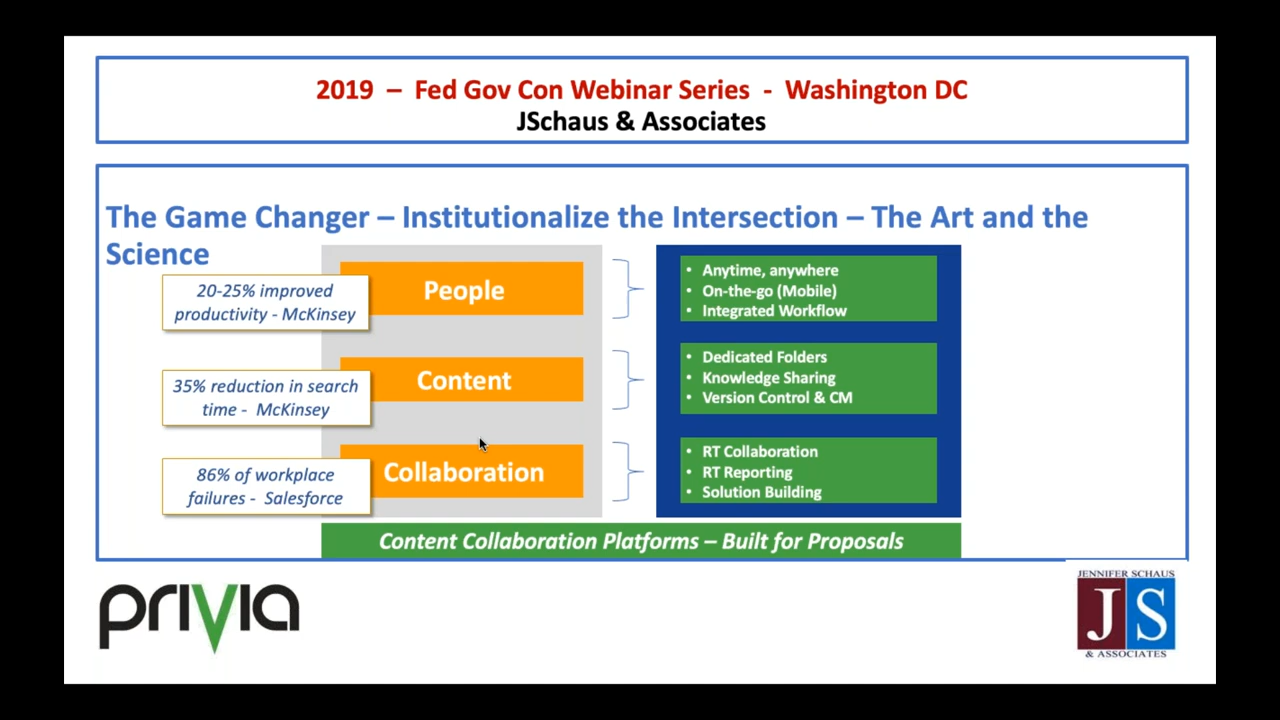 2019 – Fed Gov Con Webinar Series - Washington DC
JSchaus & Associates
The Game Changer – Institutionalize the Intersection – The Art and the
Science
20-25% improved
productivity - McKinsey
People
• Anytime, anywhere
• On-the-go (Mobile)
• Integrated Workflow
35% reduction in search
time - McKinsey
Content
• Dedicated Folders
• Knowledge Sharing
• Version Control & CM
86% of workplace
failures - Salesforce
Collaboration
• RT Collaboration
• RT Reporting
• Solution Building
Content Collaboration Platforms – Built for Proposals
privia
JENNIFER SCHAUS
J S
& ASSOCIATES